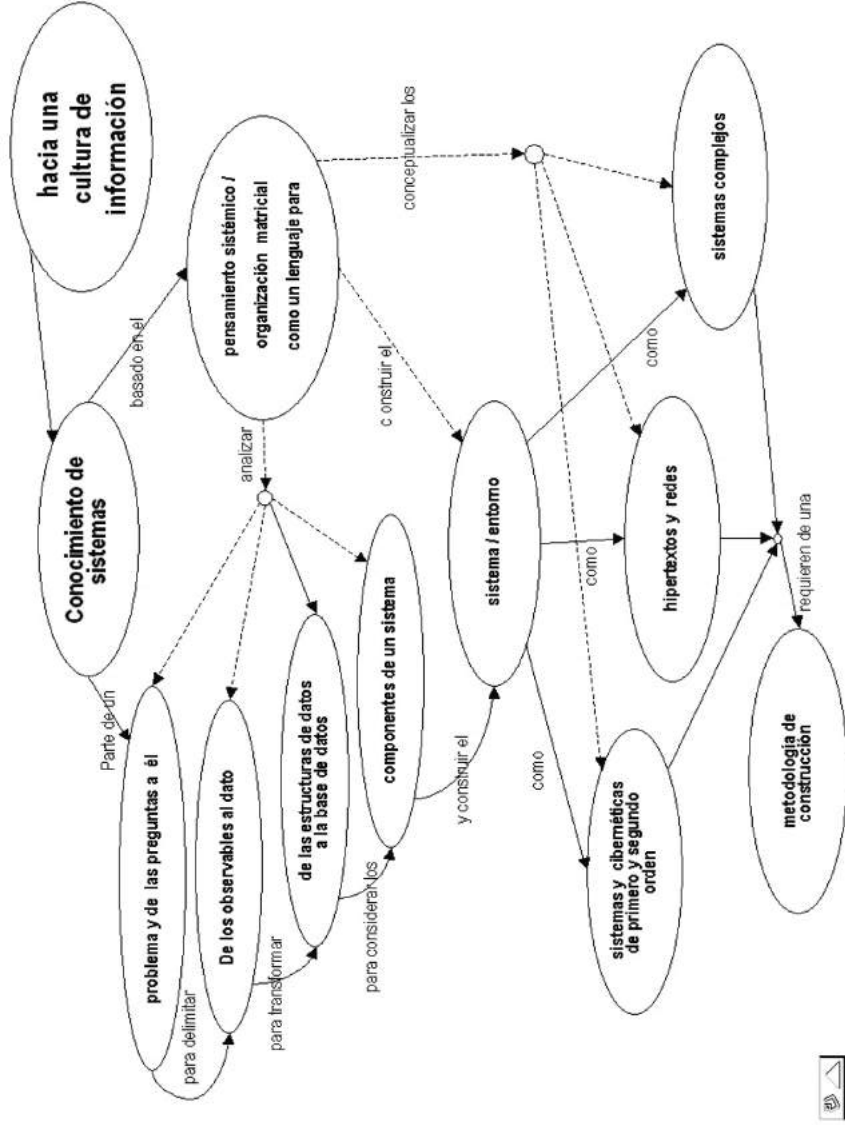 hacia una
cultura de
información
Conocimiento de
sistemas
basado en el
pensamiento sistémico /
organización matricial
como un lenguaje para
Parte de un
analizar
conceptualizar los
problema y de las preguntas a él
para delimitar
De los observables al dato
para transformar
de las estructuras de datos
a la base de datos
para considerar los
componentes de un sistema
c onstruir el
y construir el
sistema / entorno
como
como
como
sistemas y cibernéticas
de primero y segundo
orden
hipertextos y redes
sistemas complejos
requieren de una
metodología de
construcción